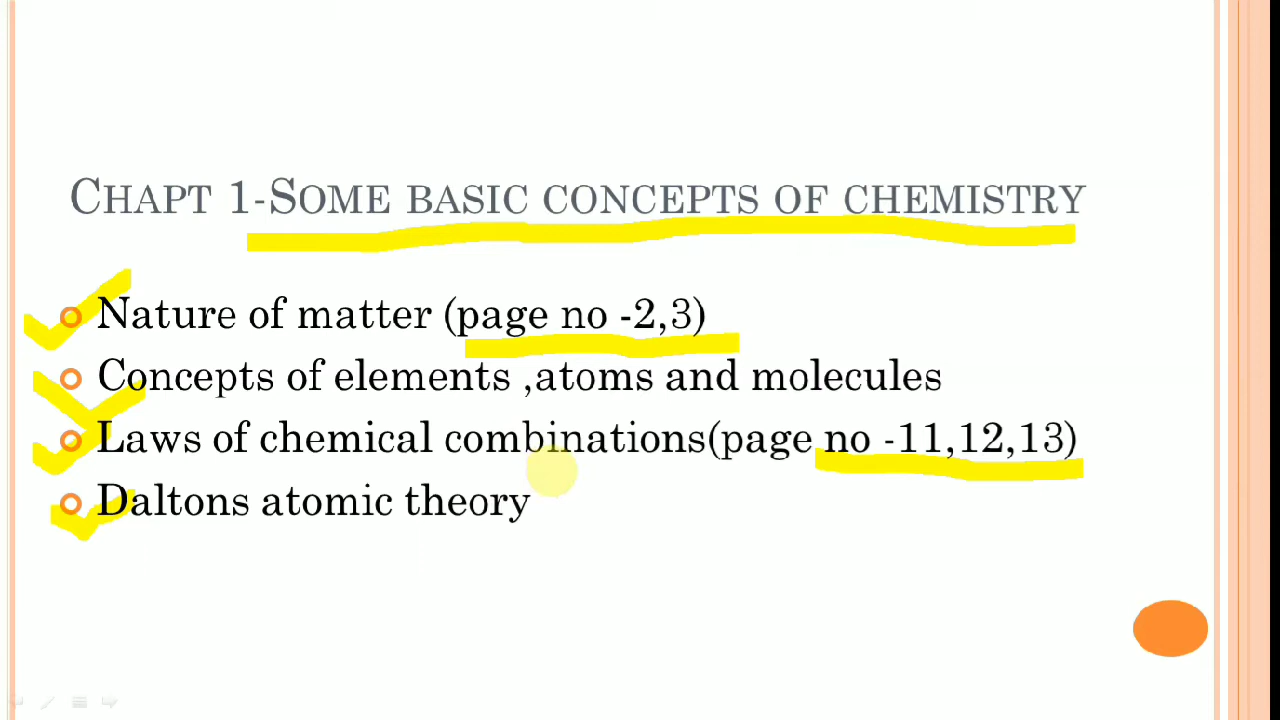 Chapt 1-Some basic concepts of chemistry
Nature of matter (page no -2,3)
Concepts of elements ,atoms and molecules
Laws of chemical combinations(page no -11,12,13)
Daltons atomic theory